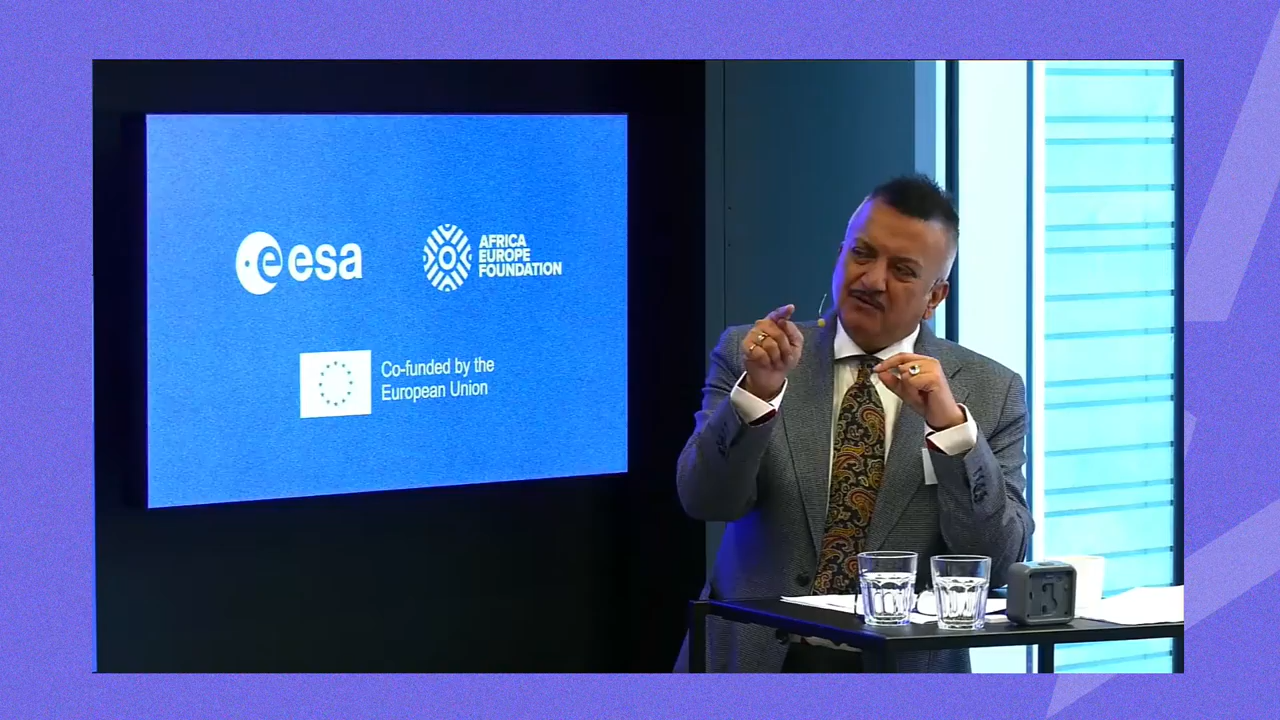 esa
AFRICA
EUROPE
FOUNDATION
Co-funded by the
European Union